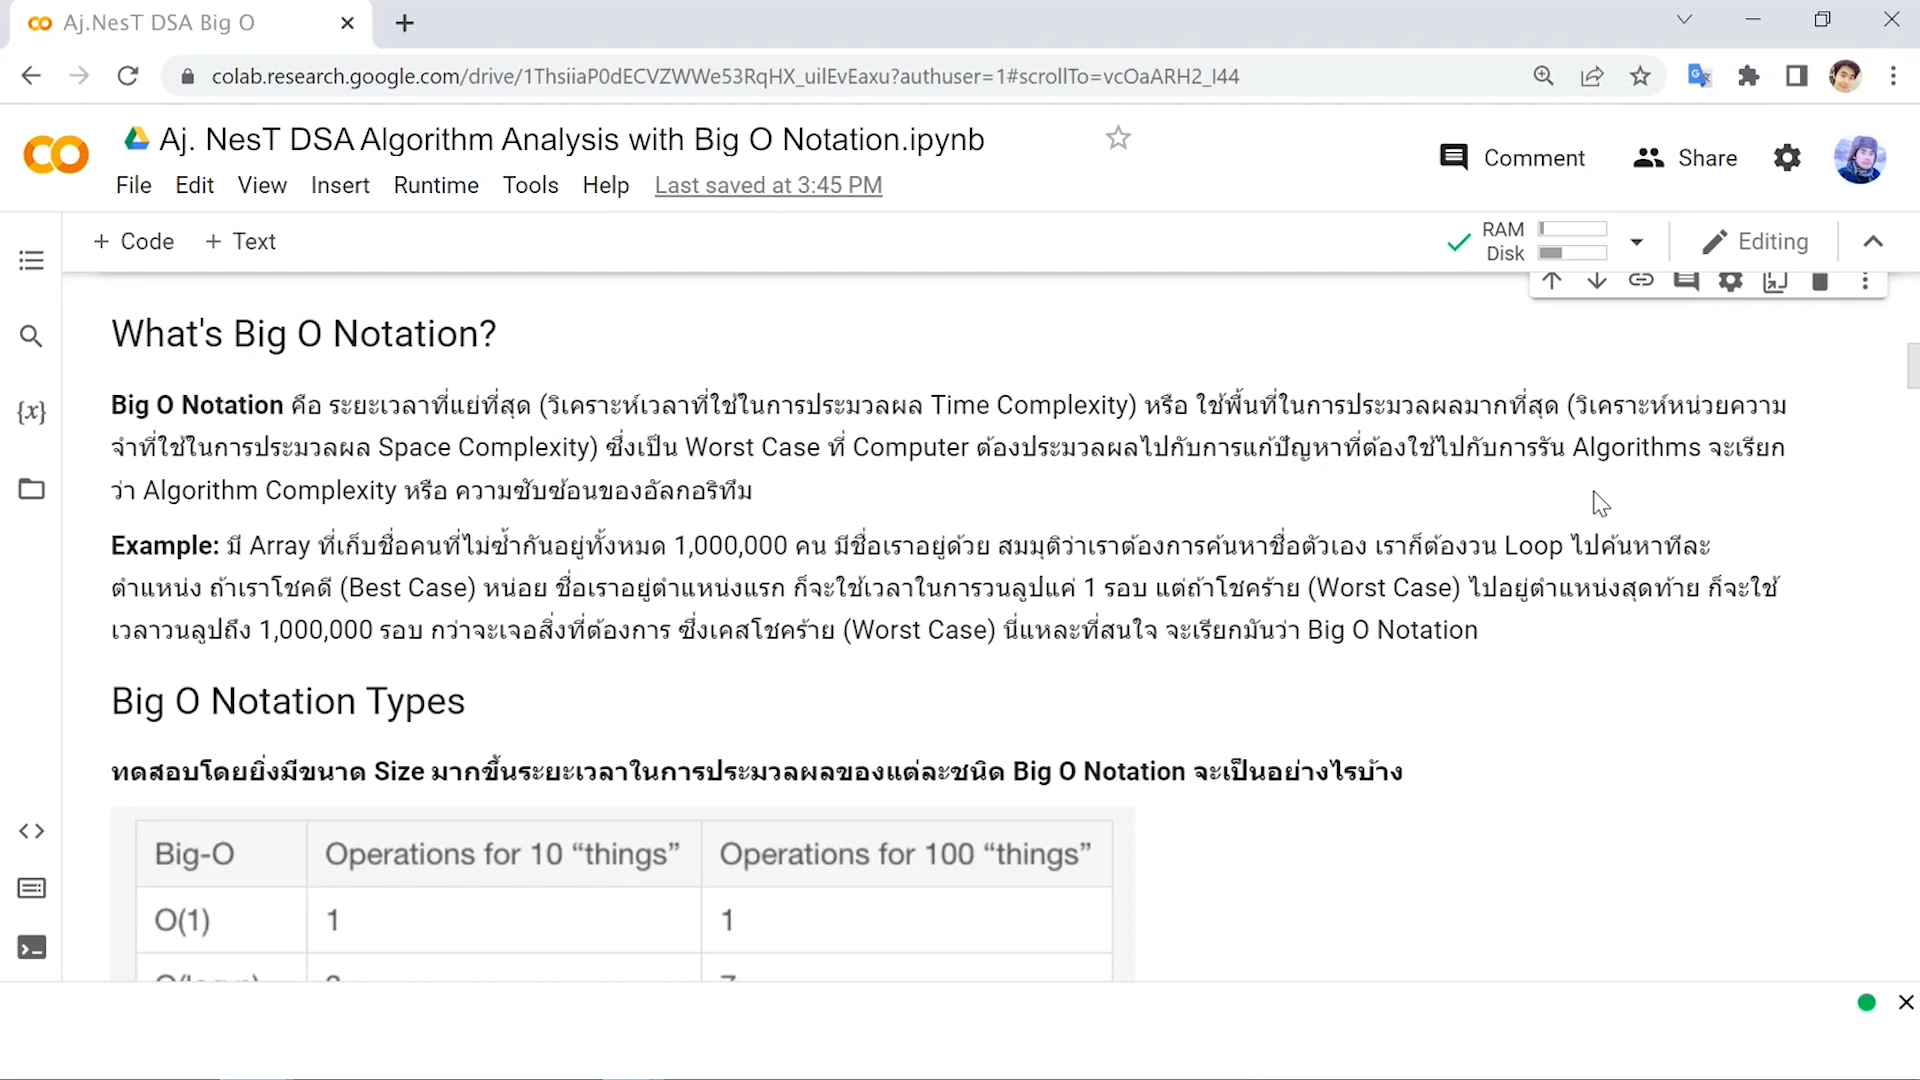 Aj.NesT DSA Big O
colab.research.google.com/drive/1ThsiiaP0dECVZWWe53RqHX_uilEvEaxu?authuser=1#scrollTo=vcOaARH2_l44
Aj. NesT DSA Algorithm Analysis with Big O Notation.ipynb
Comment
Share
File Edit View Insert Runtime Tools Help Last saved at 3:45 PM
+ Code + Text
RAM
Disk
Editing
What's Big O Notation?
Big O Notation คือ ระยะเวลาที่แย่ที่สุด (วิเคราะห์เวลาที่ใช้ในการประมวลผล Time Complexity) หรือ ใช้พื้นที่ในการประมวลผลมากที่สุด (วิเคราะห์หน่วยความ
จำที่ใช้ในการประมวลผล Space Complexity) ซึ่งเป็น Worst Case ที่ Computer ต้องประมวลผลไปกับการแก้ปัญหาที่ต้องใช้ไปกับการรัน Algorithms จะเรียก
ว่า Algorithm Complexity หรือ ความซับซ้อนของอัลกอริทึม
Example: มี Array ที่เก็บชื่อคนที่ไม่ซ้ำกันอยู่ทั้งหมด 1,000,000 คน มีชื่อเราอยู่ด้วย สมมุติว่าเราต้องการค้นหาชื่อตัวเอง เราก็ต้องวน Loop ไปค้นหาทีละ
ตำแหน่ง ถ้าเราโชคดี (Best Case) หน่อย ชื่อเราอยู่ตำแหน่งแรก ก็จะใช้เวลาในการวนลูปแค่ 1 รอบ แต่ถ้าโชคร้าย (Worst Case) ไปอยู่ตำแหน่งสุดท้าย ก็จะใช้
เวลาวนลูปถึง 1,000,000 รอบ กว่าจะเจอสิ่งที่ต้องการ ซึ่งเคสโชคร้าย (Worst Case) นี่แหละที่สนใจ จะเรียกมันว่า Big O Notation
Big O Notation Types
ทดสอบโดยยิ่งมีขนาด Size มากขึ้นระยะเวลาในการประมวลผลของแต่ละชนิด Big O Notation จะเป็นอย่างไรบ้าง
Big-O Operations for 10 “things” Operations for 100 “things”
O(1) 1 1